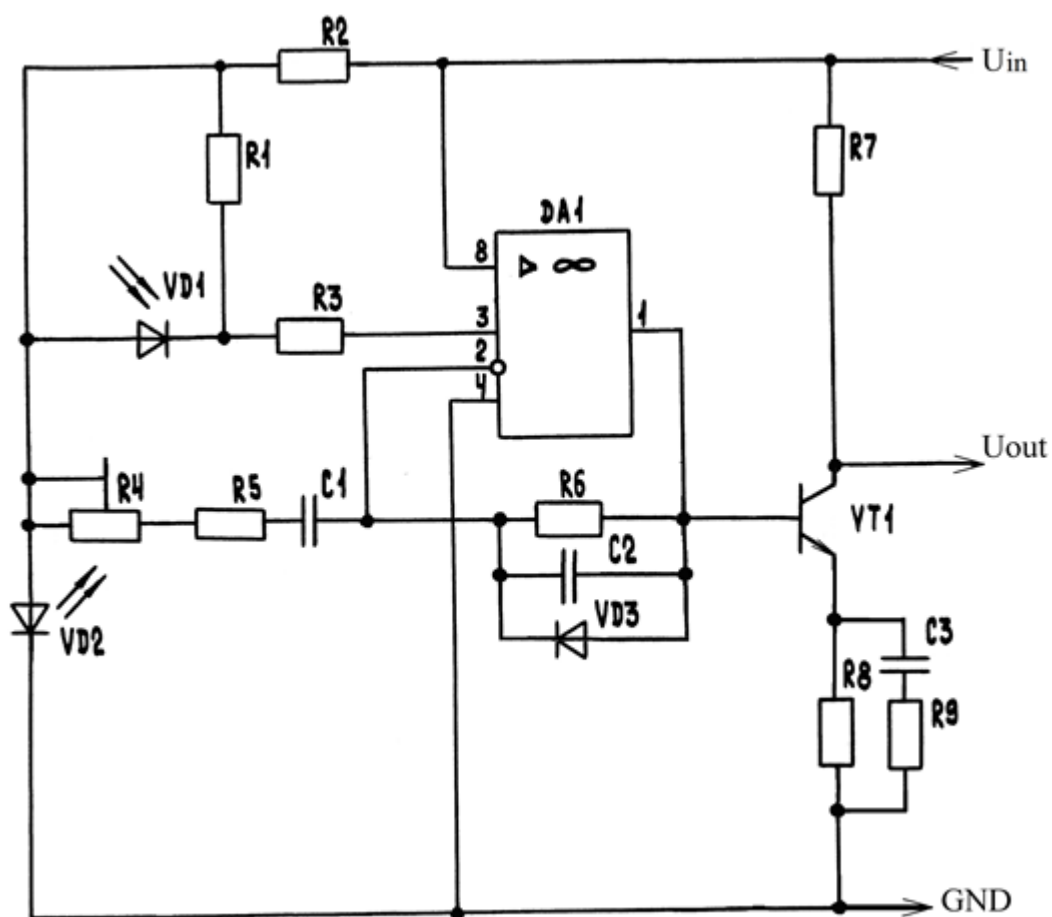 R2
Uin
R1
R7
DA1
8
▷ ∞
VD1
R3
3
1
2
4
Uout
R4
R5
C1
R6
VT1
C2
VD3
VD2
C3
R8
R9
GND